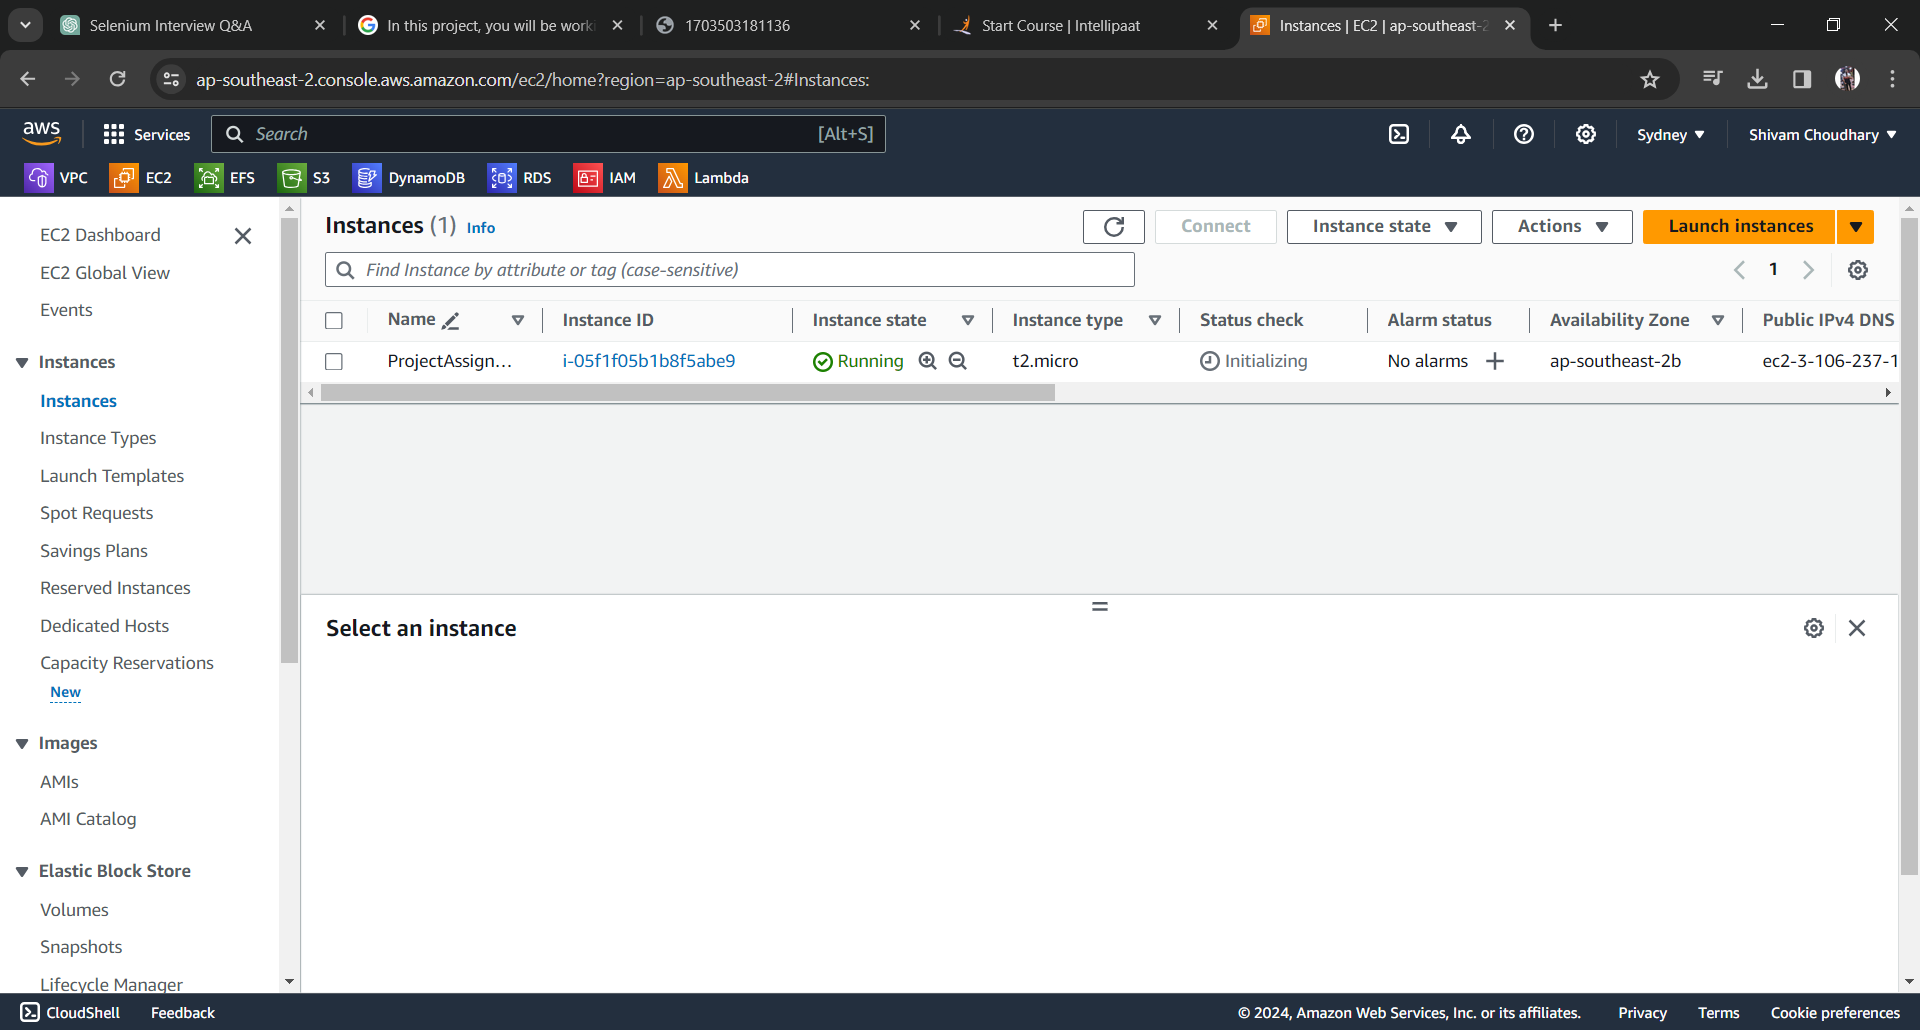 Selenium Interview Q&A
In this project, you will be worki
1703503181136
Start Course | Intellipaat
Instances | EC2 | ap-southeast-2
ap-southeast-2.console.aws.amazon.com/ec2/home?region=ap-southeast-2#Instances:
aws
Services
Search
[Alt+S]
Sydney
Shivam Choudhary
VPC
EC2
EFS
S3
DynamoDB
RDS
IAM
Lambda
EC2 Dashboard
EC2 Global View
Events
Instances
Instances
Instance Types
Launch Templates
Spot Requests
Savings Plans
Reserved Instances
Dedicated Hosts
Capacity Reservations
New
Images
AMIs
AMI Catalog
Elastic Block Store
Volumes
Snapshots
Lifecycle Manager
Instances (1) Info
Connect
Instance state
Actions
Launch instances
Find Instance by attribute or tag (case-sensitive)
1
Name
Instance ID
Instance state
Instance type
Status check
Alarm status
Availability Zone
Public IPv4 DNS
ProjectAssign...
i-05f1f05b1b8f5abe9
Running
t2.micro
Initializing
No alarms
ap-southeast-2b
ec2-3-106-237-1
Select an instance
CloudShell
Feedback
© 2024, Amazon Web Services, Inc. or its affiliates.
Privacy
Terms
Cookie preferences